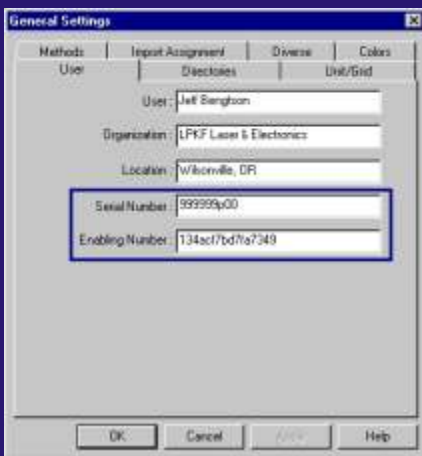 General Settings
Methods Import Assignment Diverse Colors
User Directories Unit/Grid
User: Jeff Bengtson
Organization: LPKF Laser & Electronics
Location: Wilsonville, OR
Serial Number: 999999p00
Enabling Number: 134acf7bd7fa7349
OK Cancel Apply Help